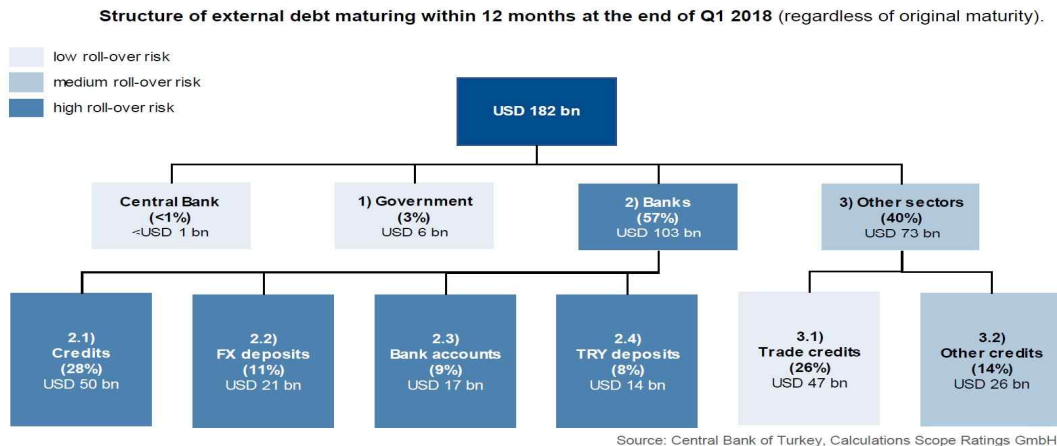 Structure of external debt maturing within 12 months at the end of Q1 2018 (regardless of original maturity).
low roll-over risk
medium roll-over risk
high roll-over risk
USD 182 bn
Central Bank
(<1%)
<USD 1 bn
1) Government
(3%)
USD 6 bn
2) Banks
(57%)
USD 103 bn
3) Other sectors
(40%)
USD 73 bn
2.1)
Credits
(28%)
USD 50 bn
2.2)
FX deposits
(11%)
USD 21 bn
2.3)
Bank accounts
(9%)
USD 17 bn
2.4)
TRY deposits
(8%)
USD 14 bn
3.1)
Trade credits
(26%)
USD 47 bn
3.2)
Other credits
(14%)
USD 26 bn
Source: Central Bank of Turkey, Calculations Scope Ratings GmbH